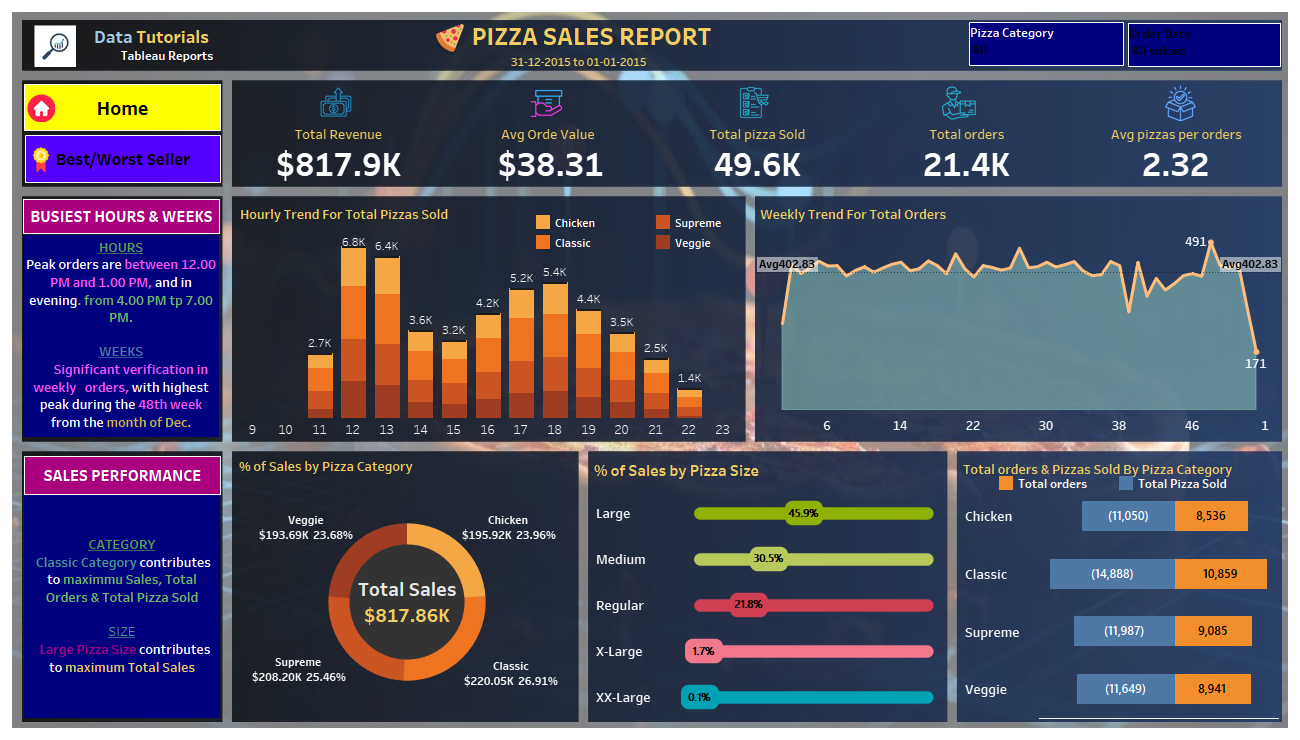 Data Tutorials
Tableau Reports
PIZZA SALES REPORT
31-12-2015 to 01-01-2015
Pizza Category
All
Order Date
All values
Home
Best/Worst Seller
Total Revenue
$817.9K
Avg Orde Value
$38.31
Total pizza Sold
49.6K
Total orders
21.4K
Avg pizzas per orders
2.32
BUSIEST HOURS & WEEKS
HOURS
Peak orders are between 12.00
PM and 1.00 PM, and in
evening. from 4.00 PM tp 7.00
PM.
WEEKS
Significant verification in
weekly orders, with highest
peak during the 48th week
from the month of Dec.
Hourly Trend For Total Pizzas Sold
Chicken
Supreme
Classic
Veggie
2.7K
6.8K
6.4K
3.6K
3.2K
4.2K
5.2K
5.4K
4.4K
3.5K
2.5K
1.4K
9 10 11 12 13 14 15 16 17 18 19 20 21 22 23
Weekly Trend For Total Orders
491
Avg402.83
Avg402.83
171
6 14 22 30 38 46 1
SALES PERFORMANCE
CATEGORY
Classic Category contributes
to maximmu Sales, Total
Orders & Total Pizza Sold
SIZE
Large Pizza Size contributes
to maximum Total Sales
% of Sales by Pizza Category
Veggie
$193.69K 23.68%
Chicken
$195.92K 23.96%
Total Sales
$817.86K
Supreme
$208.20K 25.46%
Classic
$220.05K 26.91%
% of Sales by Pizza Size
Large
45.9%
Medium
30.5%
Regular
21.8%
X-Large
1.7%
XX-Large
0.1%
Total orders & Pizzas Sold By Pizza Category
Total orders
Total Pizza Sold
Chicken (11,050) 8,536
Classic (14,888) 10,859
Supreme (11,987) 9,085
Veggie (11,649) 8,941